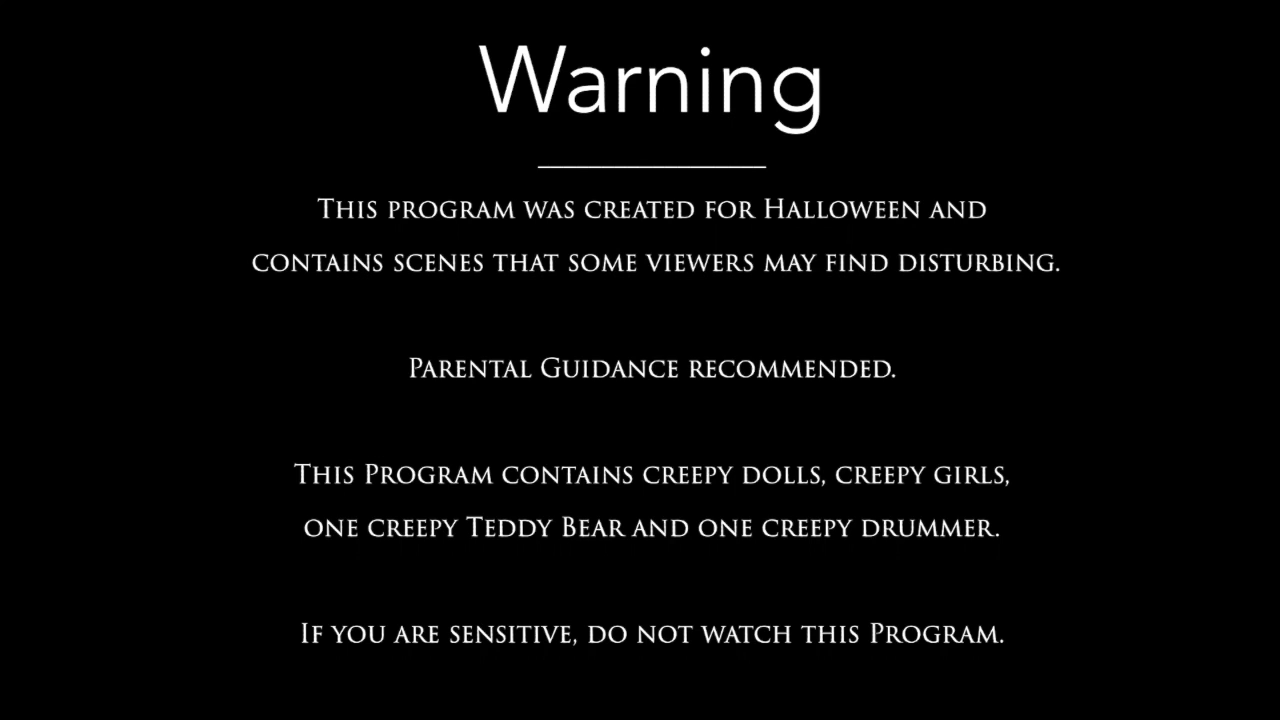 Warning
This program was created for Halloween and
contains scenes that some viewers may find disturbing.
Parental Guidance recommended.
This Program contains creepy dolls, creepy girls,
one creepy Teddy Bear and one creepy drummer.
If you are sensitive, do not watch this Program.